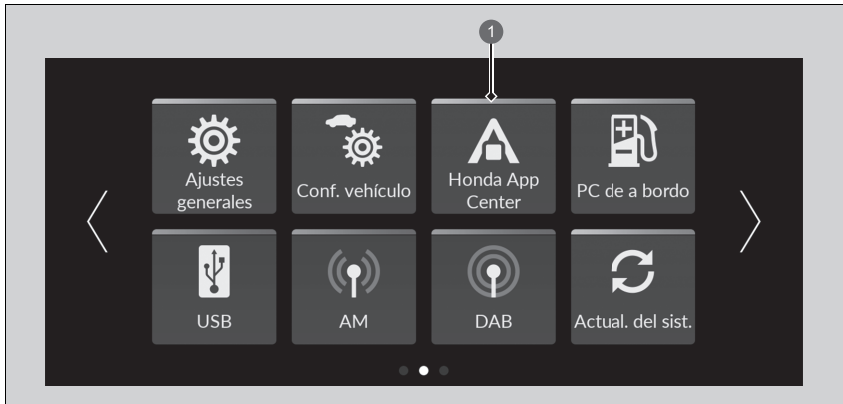 1
Ajustes
generales
Conf. vehículo
Honda App
Center
PC de a bordo
USB
AM
DAB
Actual. del sist.